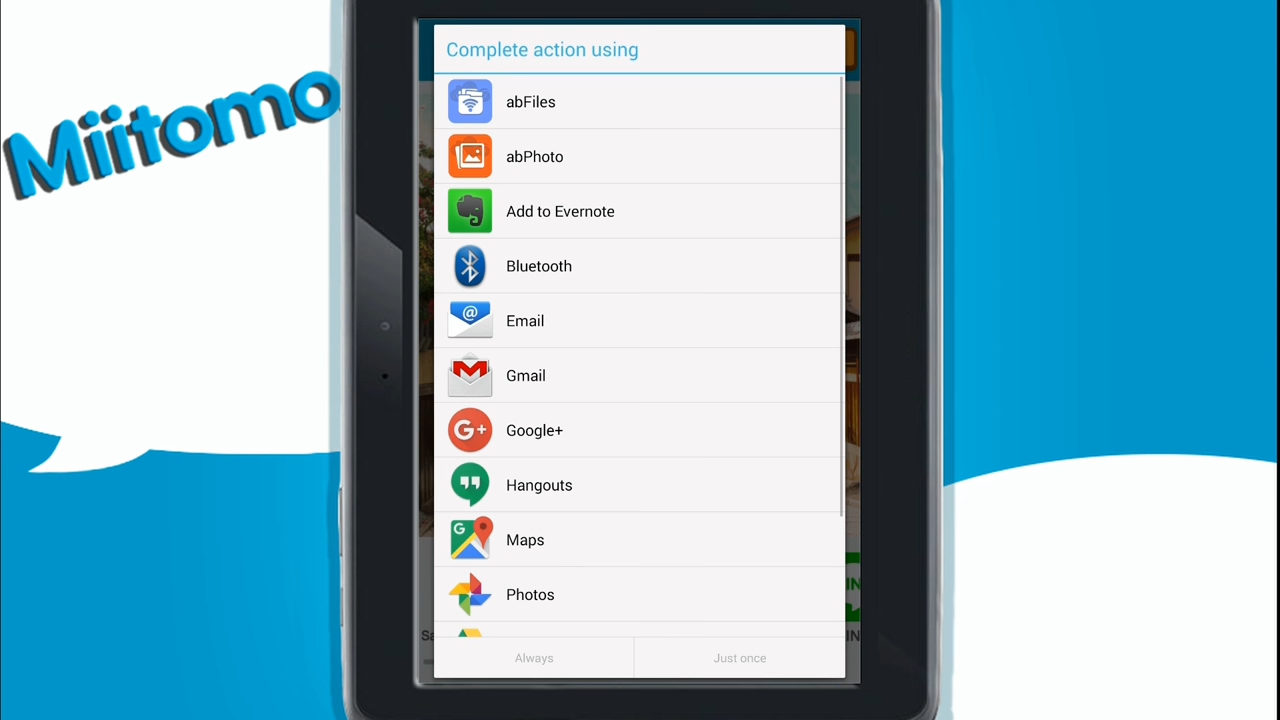 Miitomo
Complete action using
abFiles
abPhoto
Add to Evernote
Bluetooth
Email
Gmail
Google+
Hangouts
Maps
Photos
Always
Just once